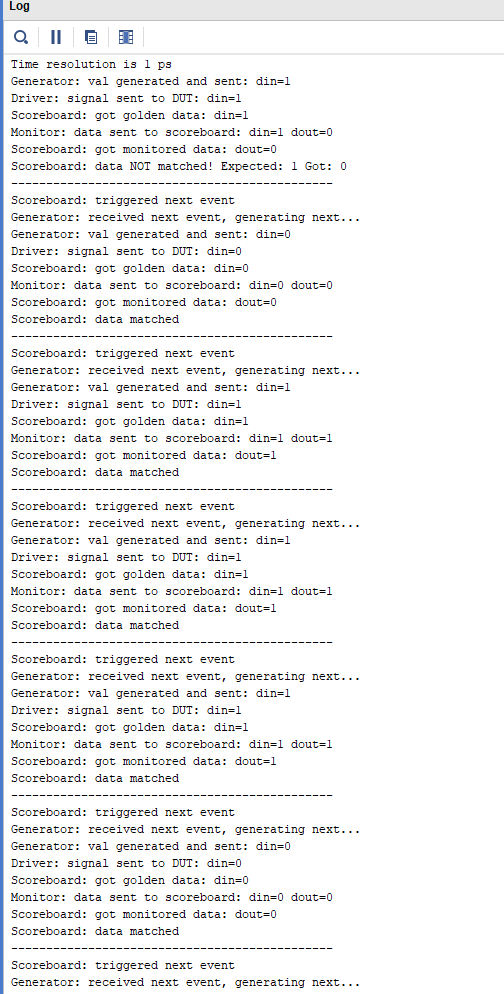 Log
Time resolution is 1 ps
Generator: val generated and sent: din=1
Driver: signal sent to DUT: din=1
Scoreboard: got golden data: din=1
Monitor: data sent to scoreboard: din=1 dout=0
Scoreboard: got monitored data: dout=0
Scoreboard: data NOT matched! Expected: 1 Got: 0
----------------------------------------------
Scoreboard: triggered next event
Generator: received next event, generating next...
Generator: val generated and sent: din=0
Driver: signal sent to DUT: din=0
Scoreboard: got golden data: din=0
Monitor: data sent to scoreboard: din=0 dout=0
Scoreboard: got monitored data: dout=0
Scoreboard: data matched
----------------------------------------------
Scoreboard: triggered next event
Generator: received next event, generating next...
Generator: val generated and sent: din=1
Driver: signal sent to DUT: din=1
Scoreboard: got golden data: din=1
Monitor: data sent to scoreboard: din=1 dout=1
Scoreboard: got monitored data: dout=1
Scoreboard: data matched
----------------------------------------------
Scoreboard: triggered next event
Generator: received next event, generating next...
Generator: val generated and sent: din=1
Driver: signal sent to DUT: din=1
Scoreboard: got golden data: din=1
Monitor: data sent to scoreboard: din=1 dout=1
Scoreboard: got monitored data: dout=1
Scoreboard: data matched
----------------------------------------------
Scoreboard: triggered next event
Generator: received next event, generating next...
Generator: val generated and sent: din=1
Driver: signal sent to DUT: din=1
Scoreboard: got golden data: din=1
Monitor: data sent to scoreboard: din=1 dout=1
Scoreboard: got monitored data: dout=1
Scoreboard: data matched
----------------------------------------------
Scoreboard: triggered next event
Generator: received next event, generating next...
Generator: val generated and sent: din=0
Driver: signal sent to DUT: din=0
Scoreboard: got golden data: din=0
Monitor: data sent to scoreboard: din=0 dout=0
Scoreboard: got monitored data: dout=0
Scoreboard: data matched
----------------------------------------------
Scoreboard: triggered next event
Generator: received next event, generating next...